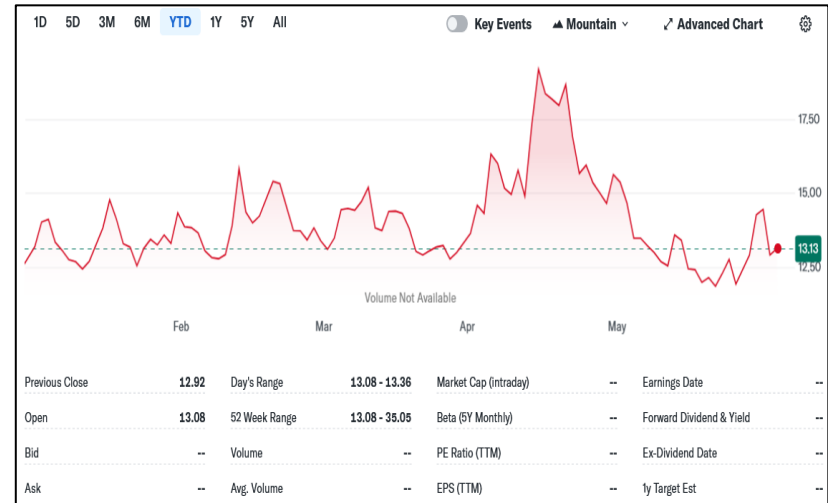 1D 5D 3M 6M YTD 1Y 5Y All Key Events Mountain Advanced Chart
17.50
15.00
13.13
12.50
Volume Not Available
Feb Mar Apr May
Previous Close 12.92 Day's Range 13.08 - 13.36 Market Cap (intraday) -- Earnings Date --
Open 13.08 52 Week Range 13.08 - 35.05 Beta (5Y Monthly) -- Forward Dividend & Yield --
Bid -- Volume -- PE Ratio (TTM) -- Ex-Dividend Date --
Ask -- Avg. Volume -- EPS (TTM) -- 1y Target Est --